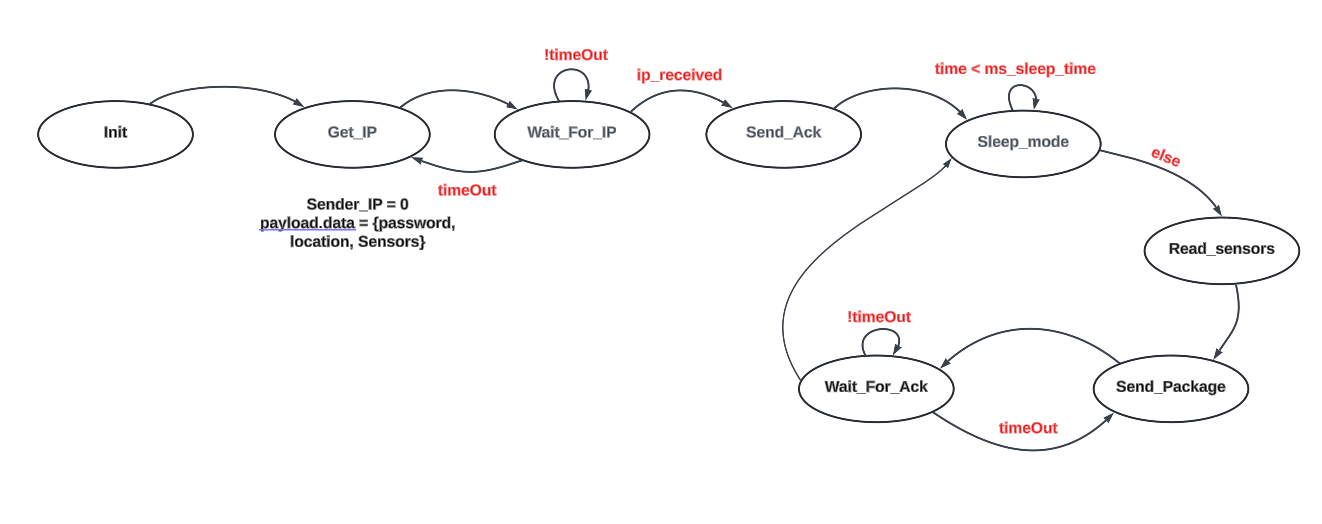 !timeOut
ip_received
time < ms_sleep_time
Init
Get_IP
Wait_For_IP
Send_Ack
Sleep_mode
else
timeOut
Sender_IP = 0
payload.data = {password,
location, Sensors}
Read_sensors
!timeOut
Wait_For_Ack
Send_Package
timeOut